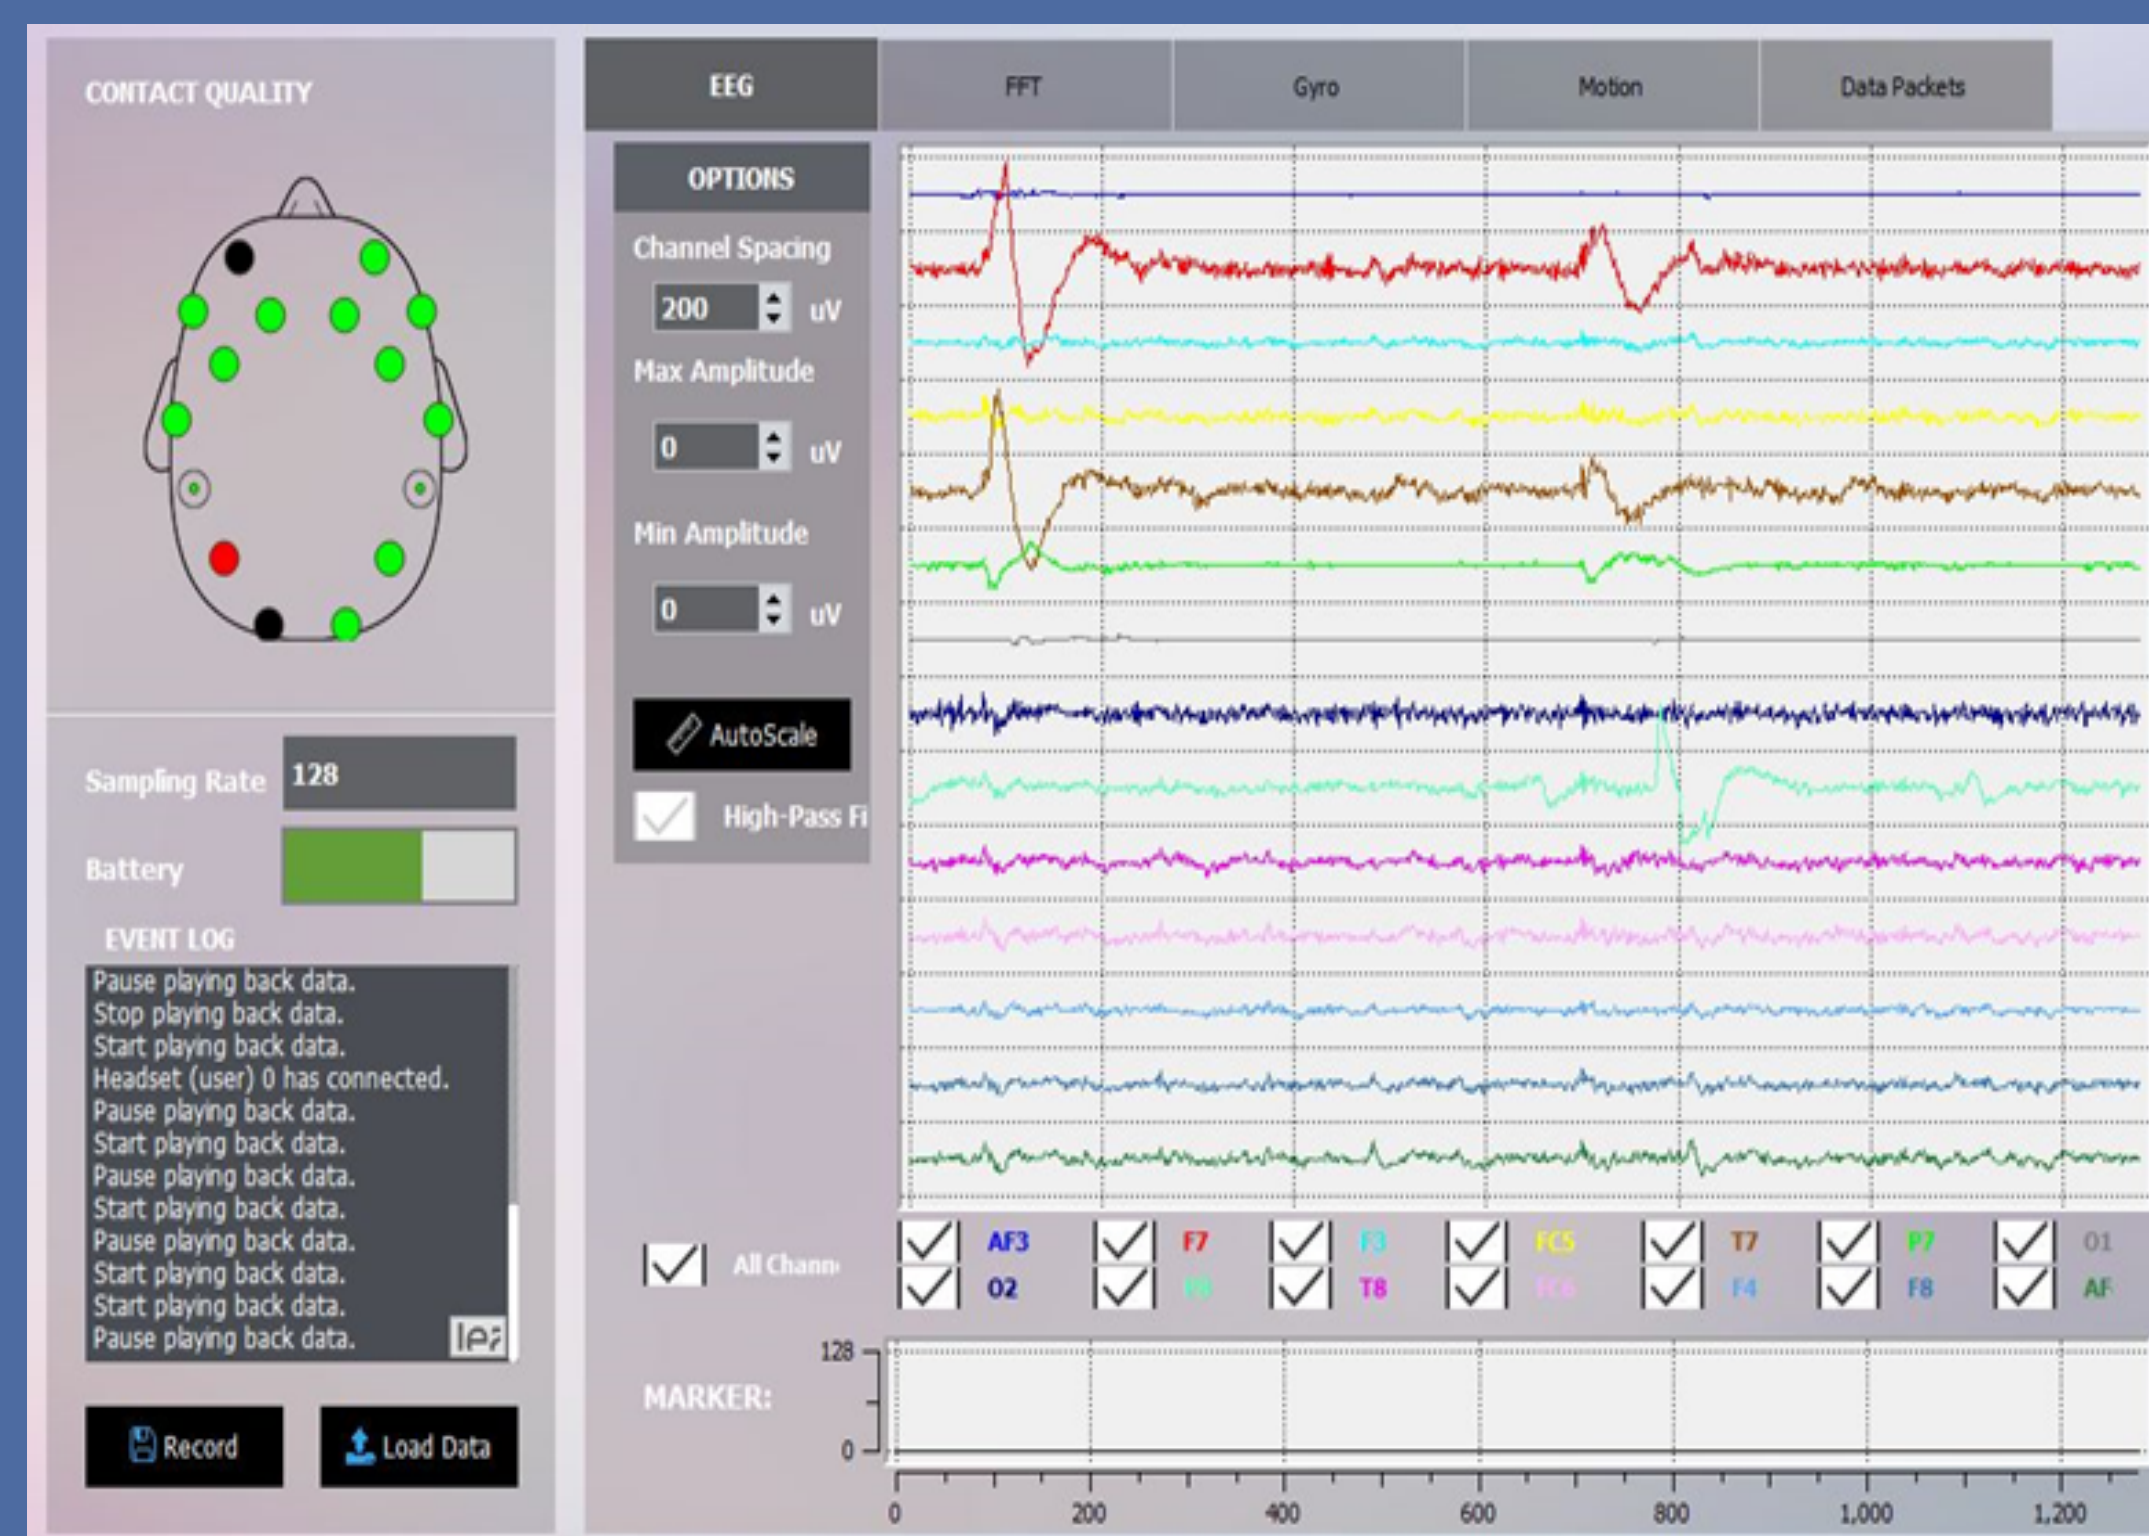 CONTACT QUALITY
Sampling Rate 128
Battery
EVENT LOG
Pause playing back data.
Stop playing back data.
Start playing back data.
Headset (user) 0 has connected.
Pause playing back data.
Start playing back data.
Pause playing back data.
Start playing back data.
Pause playing back data.
Start playing back data.
Start playing back data.
Pause playing back data.
Record Load Data
EEG FFT Gyro Motion Data Packets
OPTIONS
Channel Spacing
200 uV
Max Amplitude
0 uV
Min Amplitude
0 uV
AutoScale
High-Pass Fi
All Chann
AF3 F7 F3 FC5 T7 P7 O1
O2 T8 FC6 F4 F8 AF
MARKER:
128
0
0 200 400 600 800 1,000 1,200